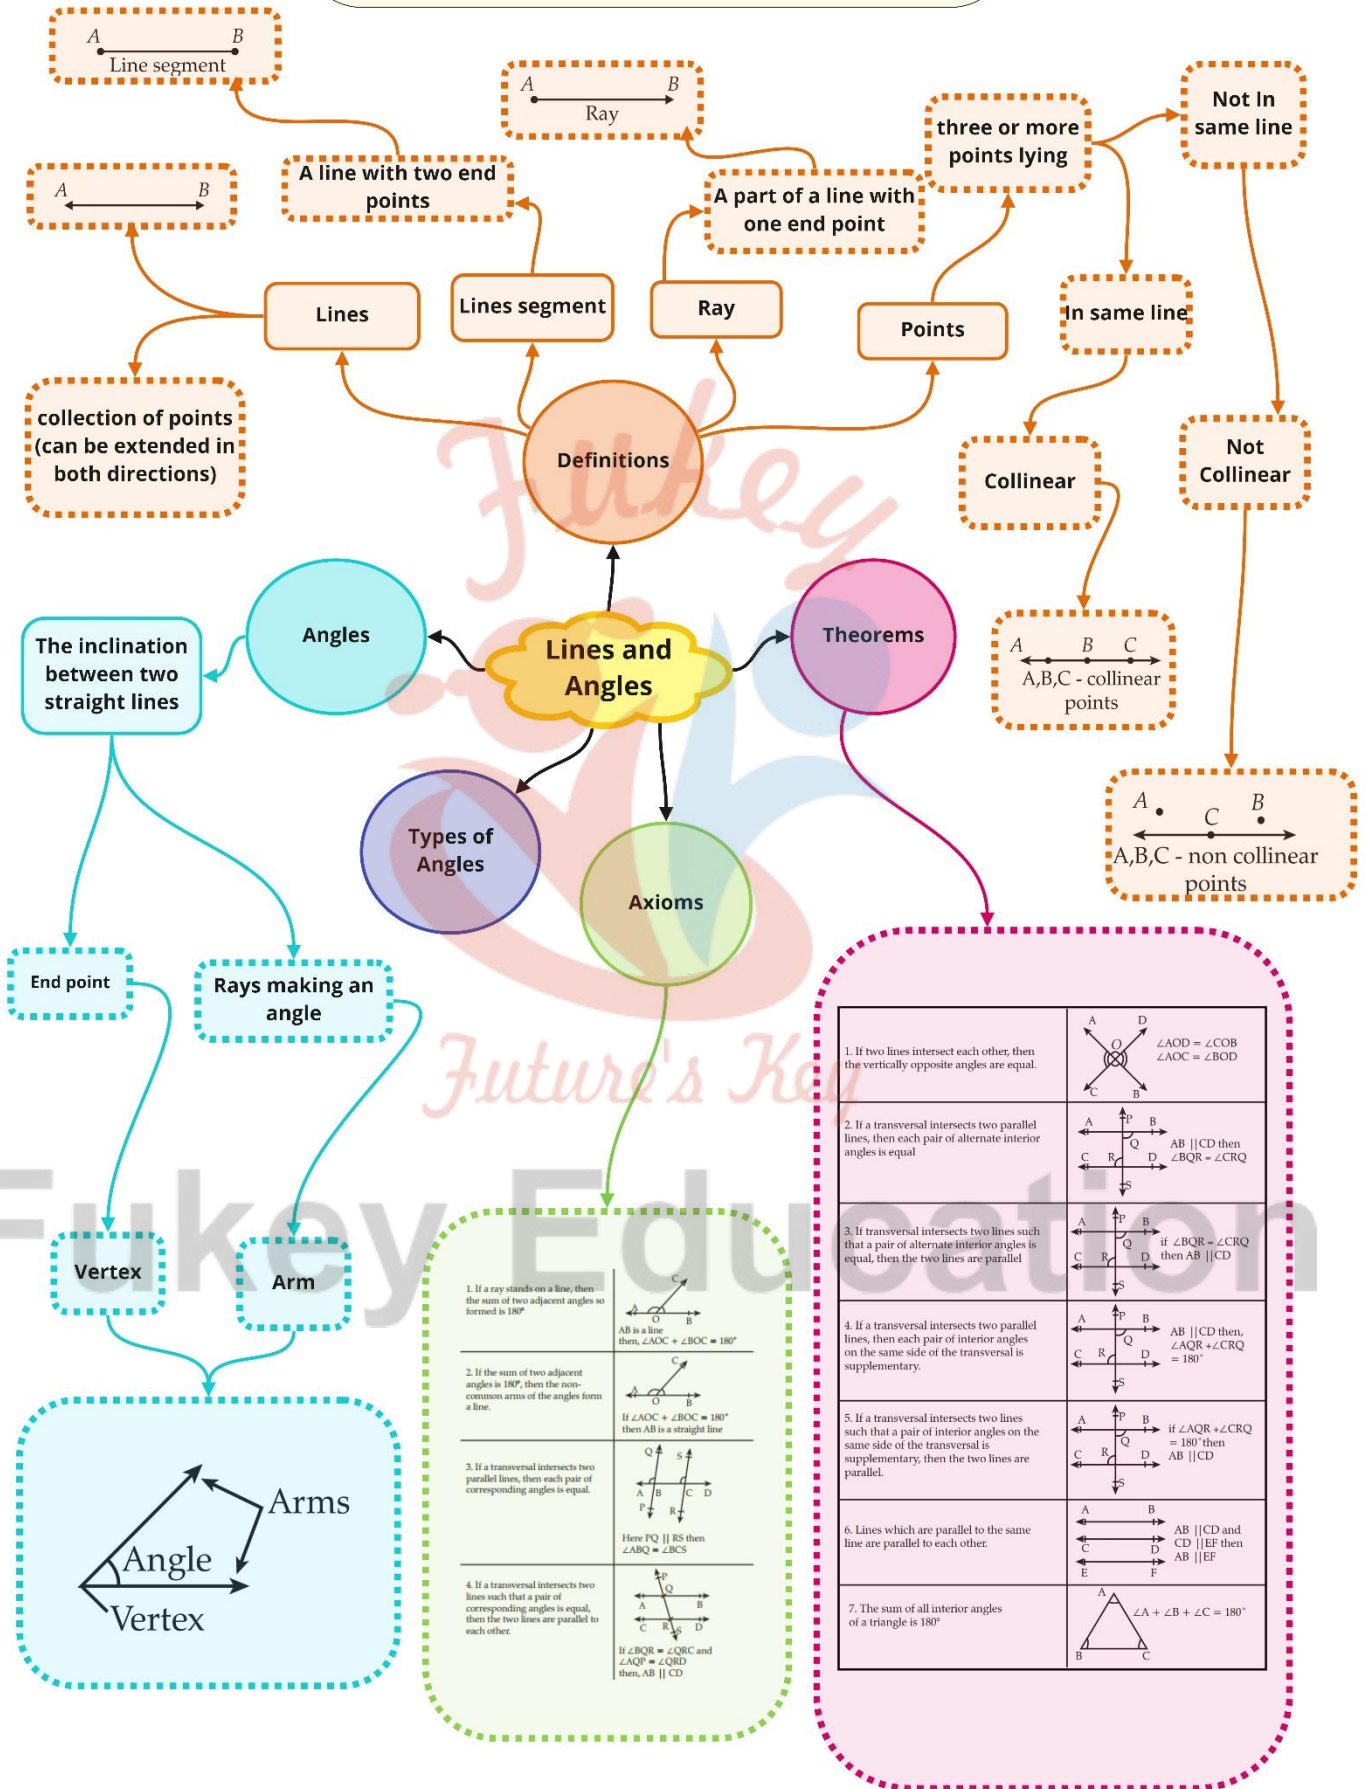 A B
Line segment
A B
Ray
three or more
points lying
Not In
same line
A line with two end
points
A part of a line with
one end point
A B
Lines
Lines segment
Ray
Points
In same line
collection of points
(can be extended in
both directions)
Definitions
Collinear
Not
Collinear
Fukey
Angles
Lines and
Angles
Theorems
The inclination
between two
straight lines
A B C
A,B,C - collinear
points
Types of
Angles
Axioms
A C B
A,B,C - non collinear
points
End point
Rays making an
angle
Future's Key
Fukey Education
Vertex
Arm
Arms
Angle
Vertex
1. If a ray stands on a line, then
the sum of two adjacent angles so
formed is 180°
C
A O B
AB is a line
then, ∠AOC + ∠BOC = 180°
2. If the sum of two adjacent
angles is 180°, then the non-
common arms of the angles form
a line.
C
A O B
If ∠AOC + ∠BOC = 180°
then AB is a straight line
3. If a transversal intersects two
parallel lines, then each pair of
corresponding angles is equal.
Q S
A B C D
P R
Here PQ || RS then
∠ABQ = ∠BCS
4. If a transversal intersects two
lines such that a pair of
corresponding angles is equal,
then the two lines are parallel to
each other.
P
Q
A B
C R S D
If ∠BQR = ∠QRC and
∠AQP = ∠QRD
then, AB || CD
1. If two lines intersect each other, then
the vertically opposite angles are equal.
A D
O
C B
∠AOD = ∠COB
∠AOC = ∠BOD
2. If a transversal intersects two parallel
lines, then each pair of alternate interior
angles is equal
P
A B
Q
C R D
S
AB ||CD then
∠BQR = ∠CRQ
3. If transversal intersects two lines such
that a pair of alternate interior angles is
equal, then the two lines are parallel
P
A B
Q
C R D
S
if ∠BQR = ∠CRQ
then AB ||CD
4. If a transversal intersects two parallel
lines, then each pair of interior angles
on the same side of the transversal is
supplementary.
P
A B
Q
C R D
S
AB ||CD then,
∠AQR +∠CRQ
= 180°
5. If a transversal intersects two lines
such that a pair of interior angles on the
same side of the transversal is
supplementary, then the two lines are
parallel.
P
A B
Q
C R D
S
if ∠AQR +∠CRQ
= 180°then
AB ||CD
6. Lines which are parallel to the same
line are parallel to each other.
A B
C D
E F
AB ||CD and
CD ||EF then
AB ||EF
7. The sum of all interior angles
of a triangle is 180°
A
B C
∠A + ∠B + ∠C = 180°